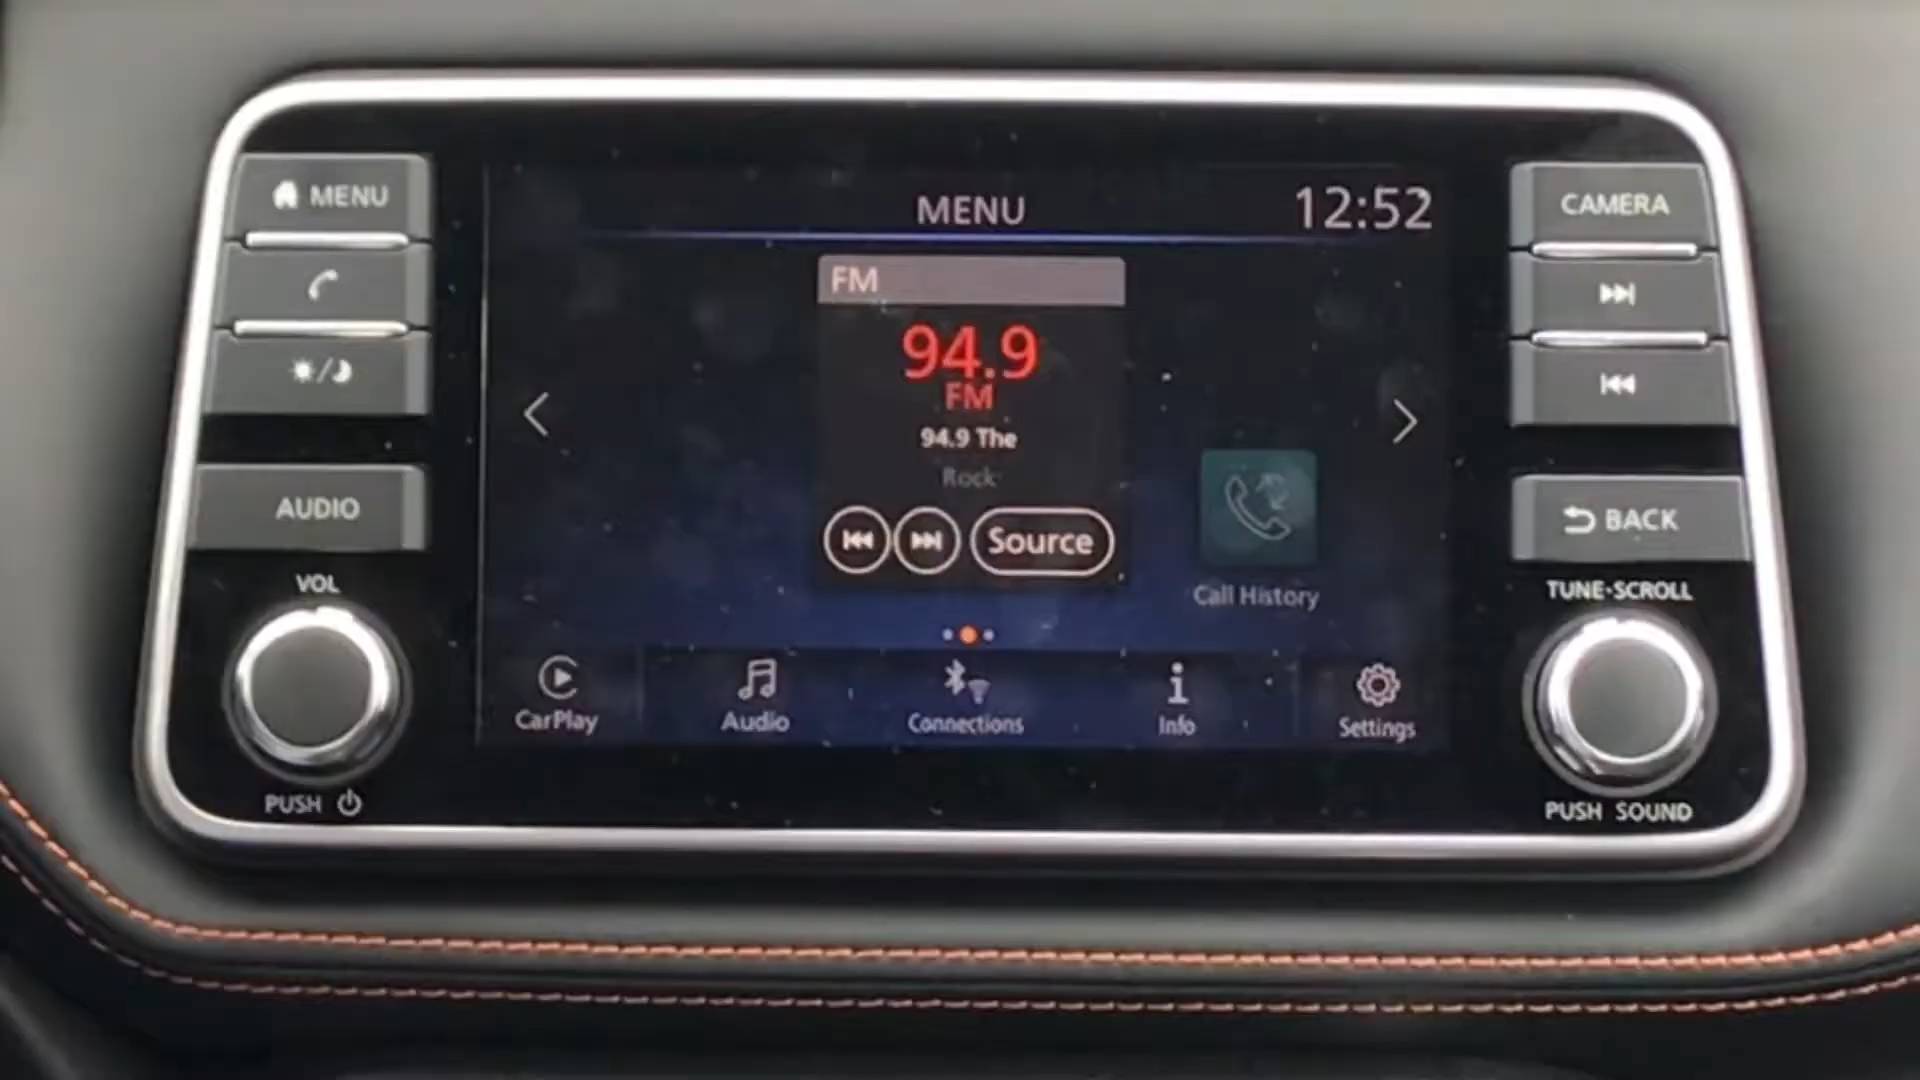 MENU
AUDIO
VOL
PUSH
MENU
12:52
FM
94.9
FM
94.9 The
Rock
Source
Call History
CarPlay
Audio
Connections
Info
Settings
CAMERA
BACK
TUNE·SCROLL
PUSH SOUND